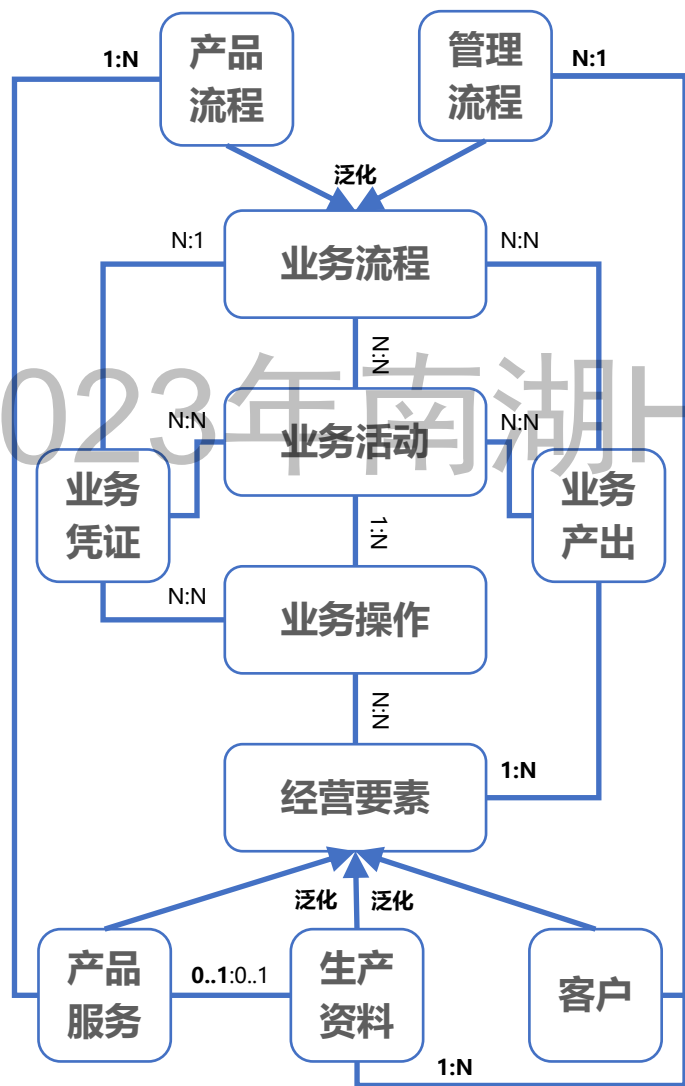 产品
流程
管理
流程
1:N
N:1
泛化
业务流程
N:1
N:N
N:N
023年南湖H
业务活动
N:N
N:N
业务
凭证
业务
产出
1:N
业务操作
N:N
N:N
经营要素
1:N
泛化
泛化
产品
服务
0..1:0..1
生产
资料
客户
1:N